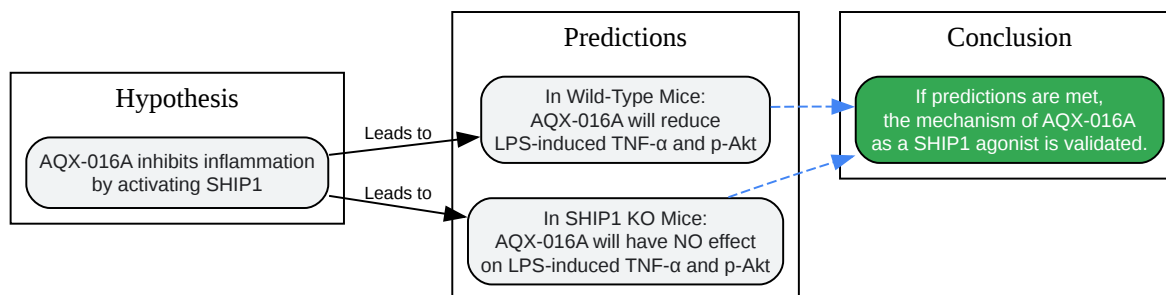 Hypothesis
AQX-016A inhibits inflammation
by activating SHIP1
Leads to
Leads to
Predictions
In Wild-Type Mice:
AQX-016A will reduce
LPS-induced TNF-α and p-Akt
In SHIP1 KO Mice:
AQX-016A will have NO effect
on LPS-induced TNF-α and p-Akt
Conclusion
If predictions are met,
the mechanism of AQX-016A
as a SHIP1 agonist is validated.